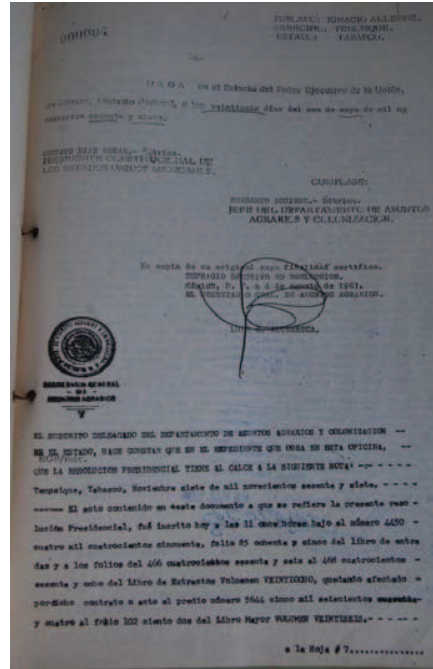 000004
POBLADO: IGNACIO ALLENDE.
MUNICIPIO: TENOSIQUE.
ESTADO: TABASCO.
D A D A en el Palacio del Poder Ejecutivo de la Unión,
en México, Distrito Federal, a los veintiseis días del mes de mayo de mil no
vecientos sesenta y siete.
GUSTAVO DIAZ ORDAZ.- Rúbrica.
PRESIDENTE CONSTITUCIONAL DE
LOS ESTADOS UNIDOS MEXICANOS.
CUMPLASE:
NORBERTO AGUIRRE.- Rúbrica.
JEFE DEL DEPARTAMENTO DE ASUNTOS
AGRARIOS Y COLONIZACION.
Es copia de su original cuya fidelidad certifico.
SUFRAGIO EFECTIVO NO REELECCION.
México, D. F. a de de 1967.
EL SECRETARIO GRAL. DE ASUNTOS AGRARIOS.
SECRETARIA GENERAL
- DE -
ASUNTOS AGRARIOS
EL SUSCRITO DELEGADO DEL DEPARTAMENTO DE ASUNTOS AGRARIOS Y COLONIZACION --
EN EL ESTADO, HACE CONSTAR QUE EN EL EXPEDIENTE QUE OBRA EN ESTA OFICINA,
QUE LA RESOLUCION PRESIDENCIAL TIENE AL CALCE A LA SIGUIENTE NOTA: - - - - - -
Tabasco, Noviembre siete de mil novecientos sesenta y siete. - - - - -
- - - - - El acto contenido en este documento a que se refiere la presente reso -
lución Presidencial, fué inscrito hoy a las 11 once horas bajo el número 4450 -
cuatro mil cuatrocientos cincuenta, folio 85 ochenta y cinco del libro de entra
das y a los folios del 466 cuatrocientos sesenta y seis al 468 cuatrocientos -
sesenta y ocho del Libro de Extractos Volumen VEINTIOCHO, quedando afectado -
por dicho contrato o acto el predio número 5644 cinco mil seiscientos cuarenta-
y cuatro al folio 102 ciento dos del Libro Mayor VOLUMEN VEINTISEIS,- - - - -
a la Hoja # 7...............